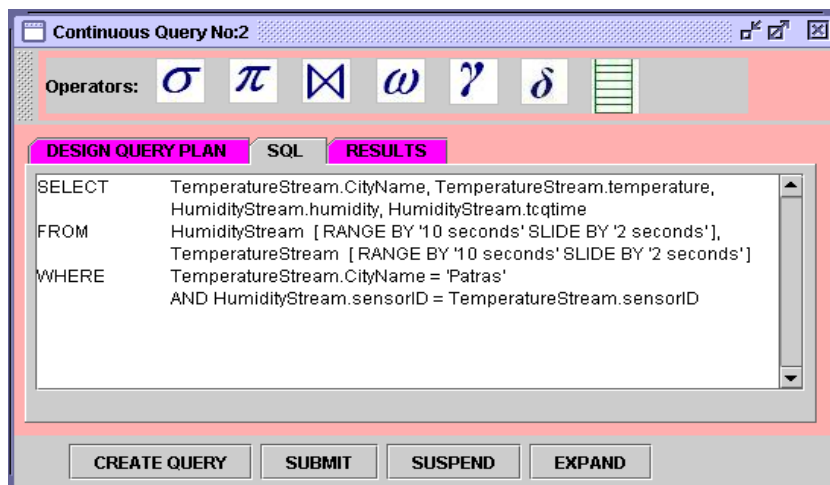 Continuous Query No:2
Operators: σ π ⋈ ω γ δ
DESIGN QUERY PLAN SQL RESULTS
SELECT TemperatureStream.CityName, TemperatureStream.temperature,
HumidityStream.humidity, HumidityStream.tcqtime
FROM HumidityStream [ RANGE BY '10 seconds' SLIDE BY '2 seconds'],
TemperatureStream [ RANGE BY '10 seconds' SLIDE BY '2 seconds']
WHERE TemperatureStream.CityName = 'Patras'
AND HumidityStream.sensorID = TemperatureStream.sensorID
CREATE QUERY SUBMIT SUSPEND EXPAND